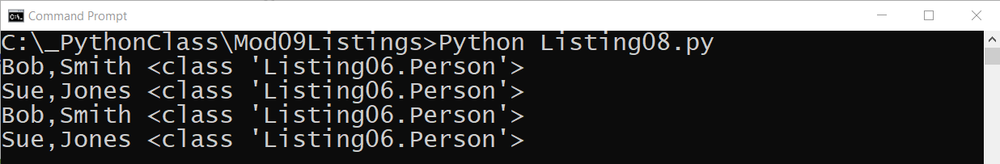 Command Prompt
C:\_PythonClass\Mod09Listings>Python Listing08.py
Bob,Smith <class 'Listing06.Person'>
Sue,Jones <class 'Listing06.Person'>
Bob,Smith <class 'Listing06.Person'>
Sue,Jones <class 'Listing06.Person'>